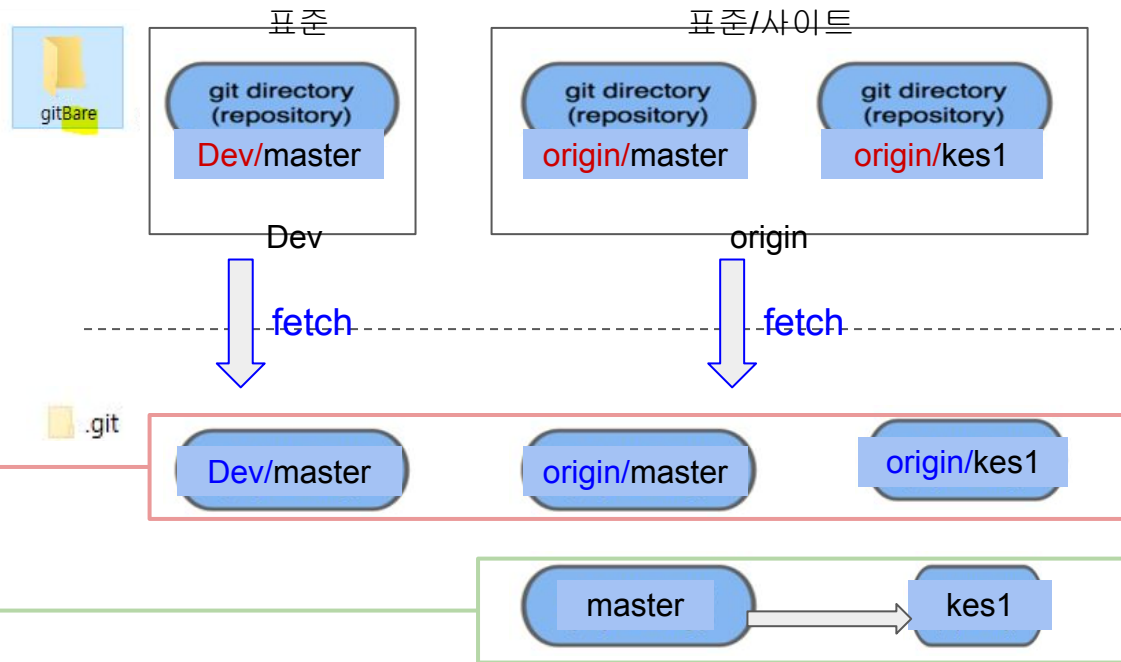 표준
표준/사이트
gitBare
git directory
(repository)
Dev/master
git directory
(repository)
origin/master
git directory
(repository)
origin/kes1
Dev
origin
fetch
fetch
.git
Dev/master
origin/master
origin/kes1
master
kes1